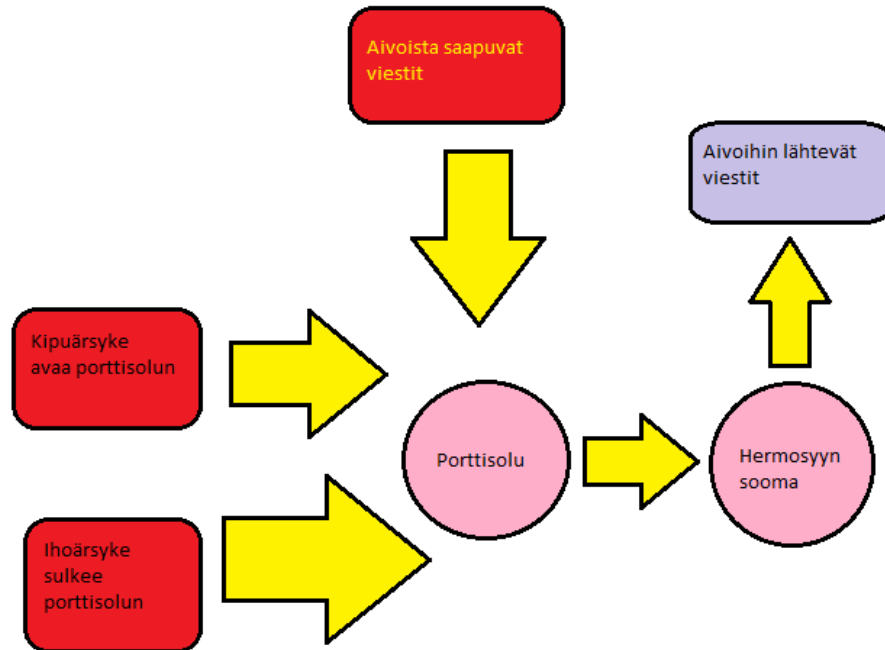 Aivoista saapuvat
viestit
Aivoihin lähtevät
viestit
Kipuärsyke
avaa porttisolun
Porttisolu
Hermosyyn
sooma
Ihoärsyke
sulkee
porttisolun